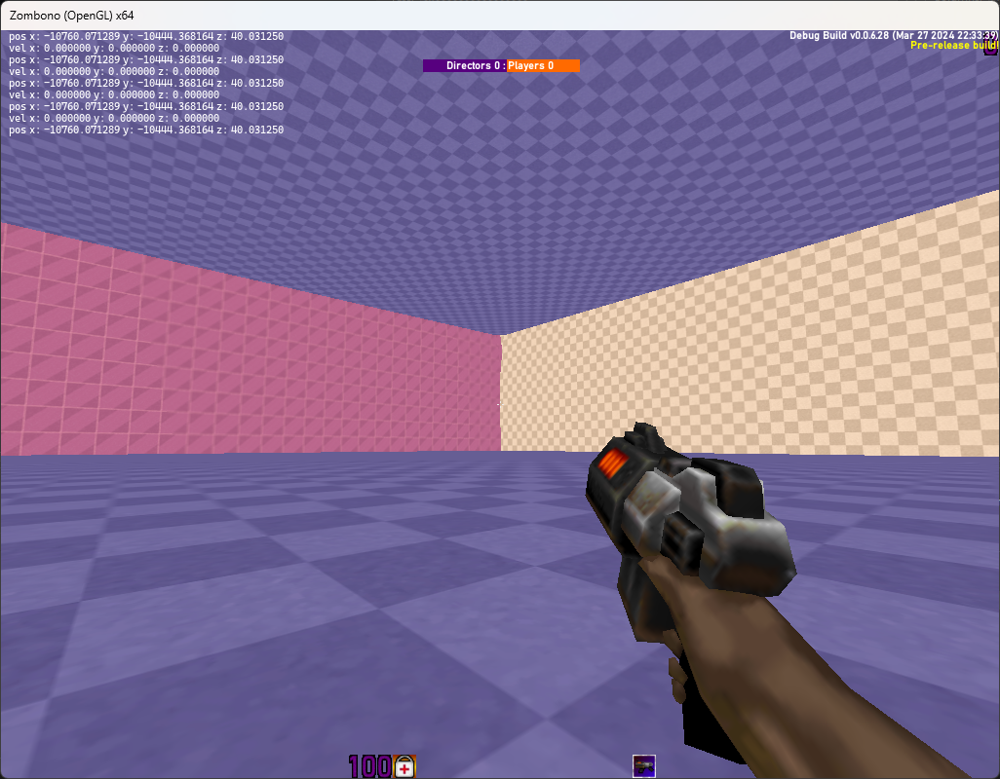 Zombono (OpenGL) x64
pos x: −10760.071289 y: −10444.368164 z: 40.031250
vel x: 0.000000 y: 0.000000 z: 0.000000
pos x: −10760.071289 y: −10444.368164 z: 40.031250
vel x: 0.000000 y: 0.000000 z: 0.000000
pos x: −10760.071289 y: −10444.368164 z: 40.031250
vel x: 0.000000 y: 0.000000 z: 0.000000
pos x: −10760.071289 y: −10444.368164 z: 40.031250
vel x: 0.000000 y: 0.000000 z: 0.000000
pos x: −10760.071289 y: −10444.368164 z: 40.031250
Debug Build v0.0.6.28 (Mar 27 2024 22:33:39)
Pre-release build!
Directors 0 : Players 0
100